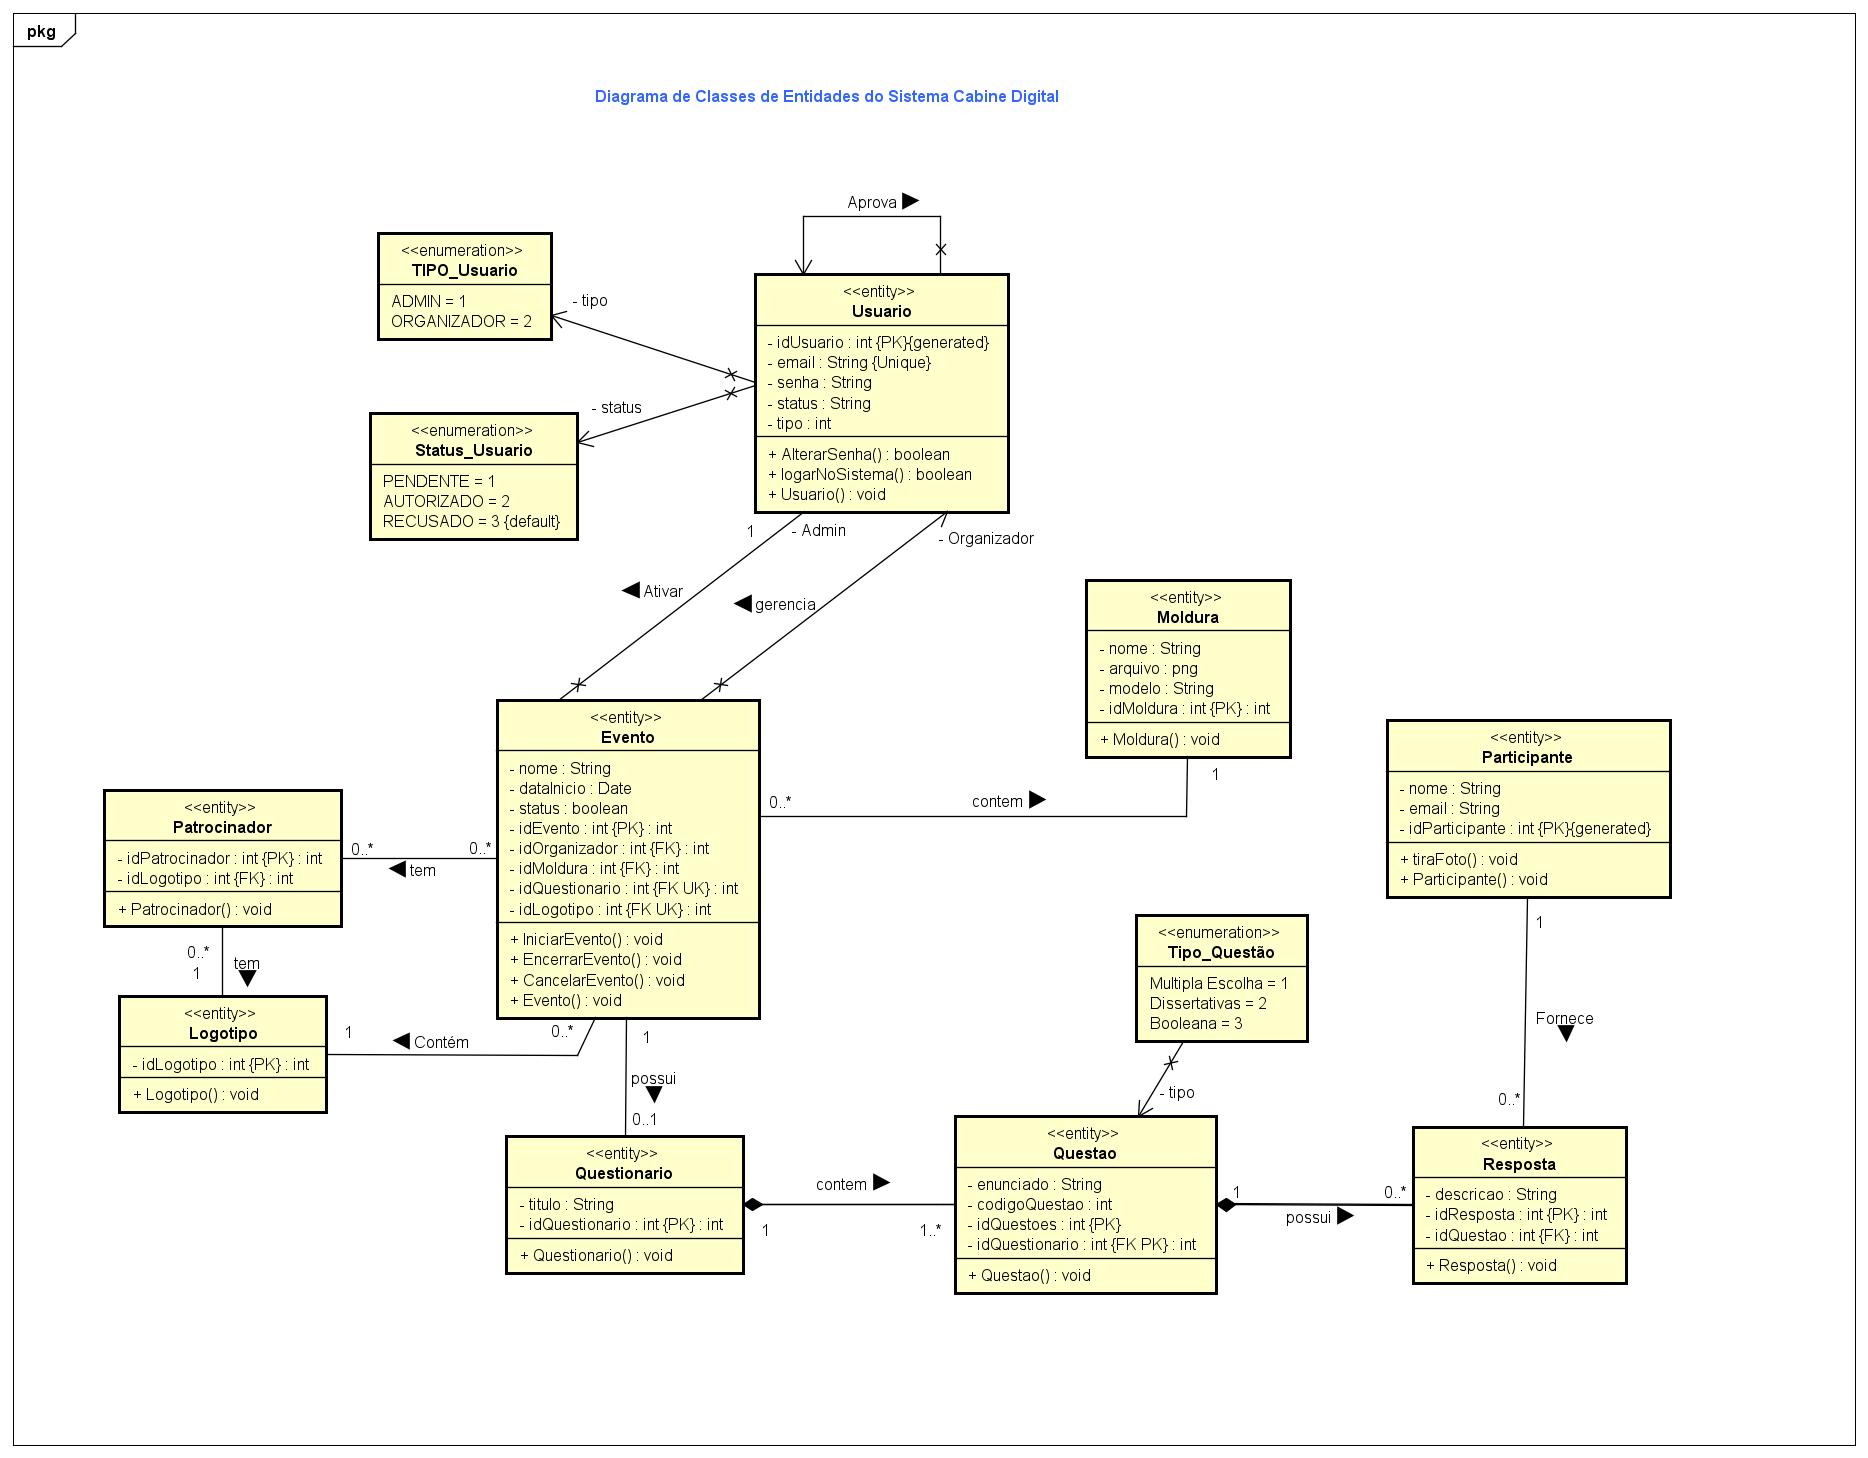 pkg
Diagrama de Classes de Entidades do Sistema Cabine Digital
Aprova
<<enumeration>>
TIPO_Usuario
ADMIN = 1
ORGANIZADOR = 2
- tipo
<<entity>>
Usuario
- idUsuario : int {PK}{generated}
- email : String {Unique}
- senha : String
- status : String
- tipo : int
+ AlterarSenha() : boolean
+ logarNoSistema() : boolean
+ Usuario() : void
- status
<<enumeration>>
Status_Usuario
PENDENTE = 1
AUTORIZADO = 2
RECUSADO = 3 {default}
1
- Admin
- Organizador
Ativar
gerencia
<<entity>>
Moldura
- nome : String
- arquivo : png
- modelo : String
- idMoldura : int {PK} : int
+ Moldura() : void
1
0..*
contem
<<entity>>
Evento
- nome : String
- dataInicio : Date
- status : boolean
- idEvento : int {PK} : int
- idOrganizador : int {FK} : int
- idMoldura : int {FK} : int
- idQuestionario : int {FK UK} : int
- idLogotipo : int {FK UK} : int
+ IniciarEvento() : void
+ EncerrarEvento() : void
+ CancelarEvento() : void
+ Evento() : void
<<entity>>
Participante
- nome : String
- email : String
- idParticipante : int {PK}{generated}
+ tiraFoto() : void
+ Participante() : void
<<entity>>
Patrocinador
- idPatrocinador : int {PK} : int
- idLogotipo : int {FK} : int
+ Patrocinador() : void
0..*
0..*
tem
0..*
1
tem
<<entity>>
Logotipo
- idLogotipo : int {PK} : int
+ Logotipo() : void
1
Contém
0..*
1
possui
0..1
<<enumeration>>
Tipo_Questão
Multipla Escolha = 1
Dissertativas = 2
Booleana = 3
- tipo
1
Fornece
0..*
<<entity>>
Questionario
- titulo : String
- idQuestionario : int {PK} : int
+ Questionario() : void
contem
1
1..*
<<entity>>
Questao
- enunciado : String
- codigoQuestao : int
- idQuestoes : int {PK}
- idQuestionario : int {FK PK} : int
+ Questao() : void
1
0..*
possui
<<entity>>
Resposta
- descricao : String
- idResposta : int {PK} : int
- idQuestao : int {FK} : int
+ Resposta() : void